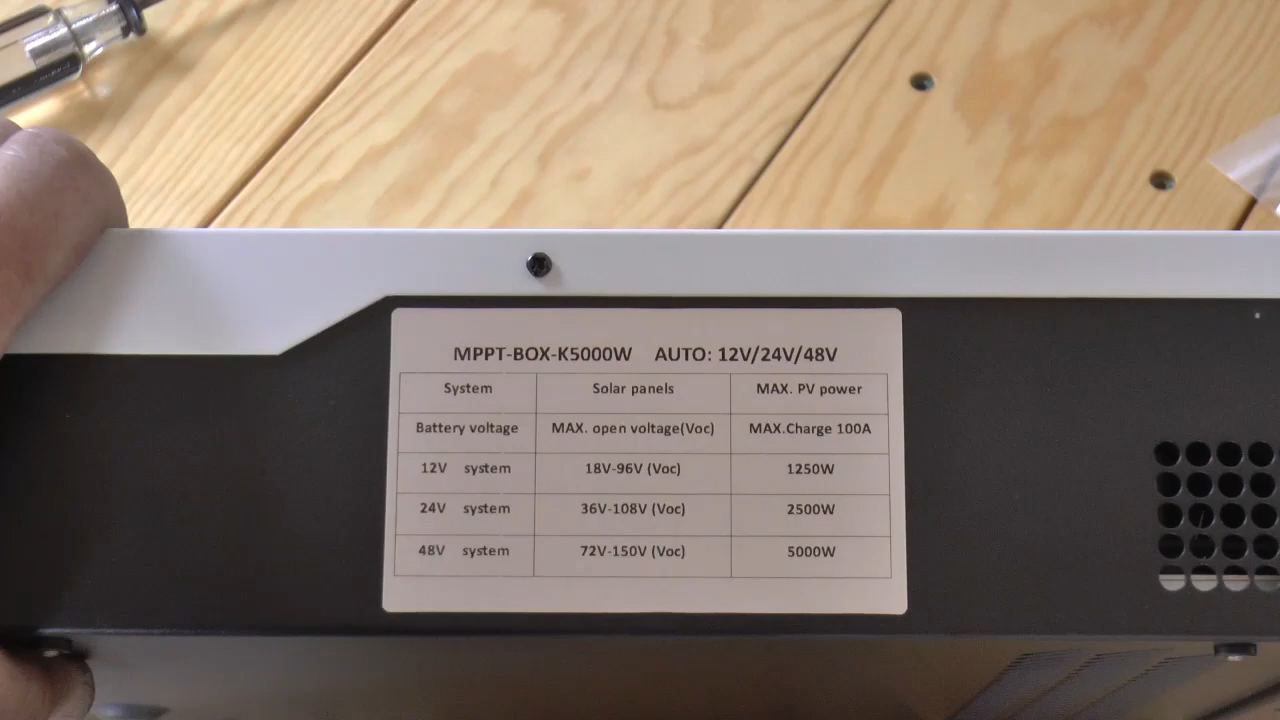 MPPT-BOX-K5000W AUTO: 12V/24V/48V
System Solar panels MAX. PV power
Battery voltage MAX. open voltage(Voc) MAX.Charge 100A
12V system 18V-96V (Voc) 1250W
24V system 36V-108V (Voc) 2500W
48V system 72V-150V (Voc) 5000W